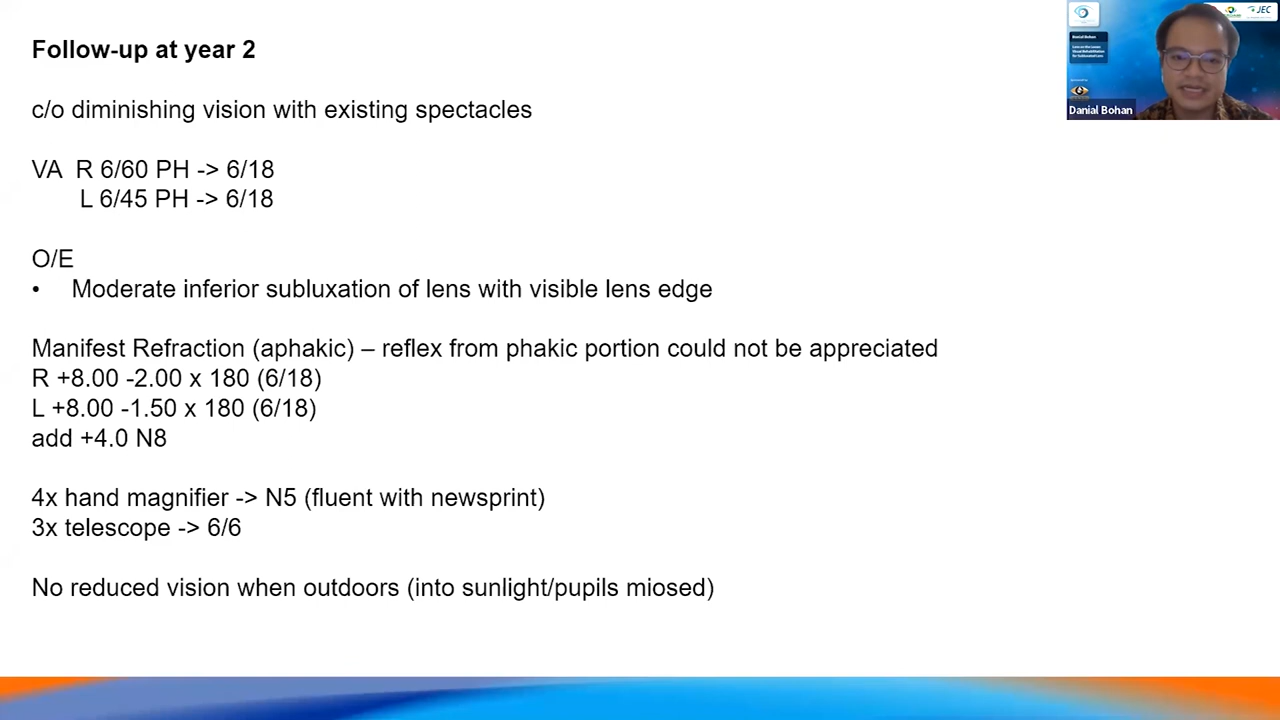 Follow-up at year 2
c/o diminishing vision with existing spectacles
VA R 6/60 PH -> 6/18
L 6/45 PH -> 6/18
O/E
• Moderate inferior subluxation of lens with visible lens edge
Manifest Refraction (aphakic) – reflex from phakic portion could not be appreciated
R +8.00 -2.00 x 180 (6/18)
L +8.00 -1.50 x 180 (6/18)
add +4.0 N8
4x hand magnifier -> N5 (fluent with newsprint)
3x telescope -> 6/6
No reduced vision when outdoors (into sunlight/pupils miosed)
JEC
Danial Bohan
Danial Bohan